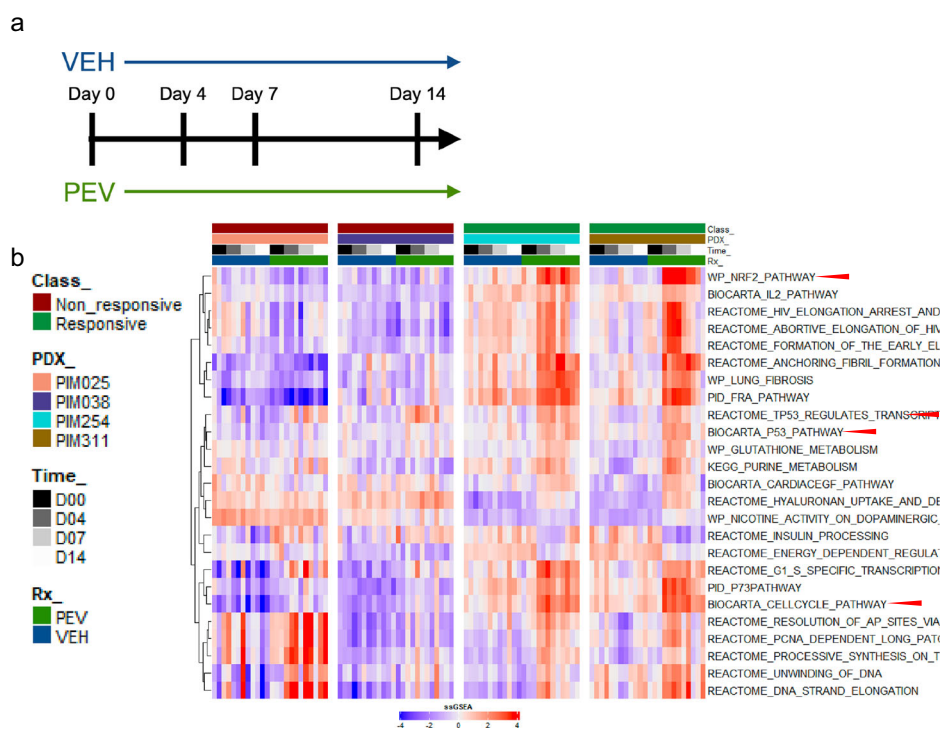 a
VEH
Day 0 Day 4 Day 7 Day 14
PEV
b
Class_
Non_responsive
Responsive
PDX_
PIM025
PIM038
PIM254
PIM311
Time_
D00
D04
D07
D14
Rx_
PEV
VEH
Class_
PDX_
Time_
Rx_
WP_NRF2_PATHWAY
BIOCARTA_IL2_PATHWAY
REACTOME_HIV_ELONGATION_ARREST_AND
REACTOME_ABORTIVE_ELONGATION_OF_HIV
REACTOME_FORMATION_OF_THE_EARLY_EL
REACTOME_ANCHORING_FIBRIL_FORMATION
WP_LUNG_FIBROSIS
PID_FRA_PATHWAY
REACTOME_TP53_REGULATES_TRANSCRIPT
BIOCARTA_P53_PATHWAY
WP_GLUTATHIONE_METABOLISM
KEGG_PURINE_METABOLISM
BIOCARTA_CARDIACEGF_PATHWAY
REACTOME_HYALURONAN_UPTAKE_AND_DE
WP_NICOTINE_ACTIVITY_ON_DOPAMINERGIC_
REACTOME_INSULIN_PROCESSING
REACTOME_ENERGY_DEPENDENT_REGULAT
REACTOME_G1_S_SPECIFIC_TRANSCRIPTION
PID_P73PATHWAY
BIOCARTA_CELLCYCLE_PATHWAY
REACTOME_RESOLUTION_OF_AP_SITES_VIA
REACTOME_PCNA_DEPENDENT_LONG_PATC
REACTOME_PROCESSIVE_SYNTHESIS_ON_T
REACTOME_UNWINDING_OF_DNA
REACTOME_DNA_STRAND_ELONGATION
ssGSEA
-4 -2 0 2 4